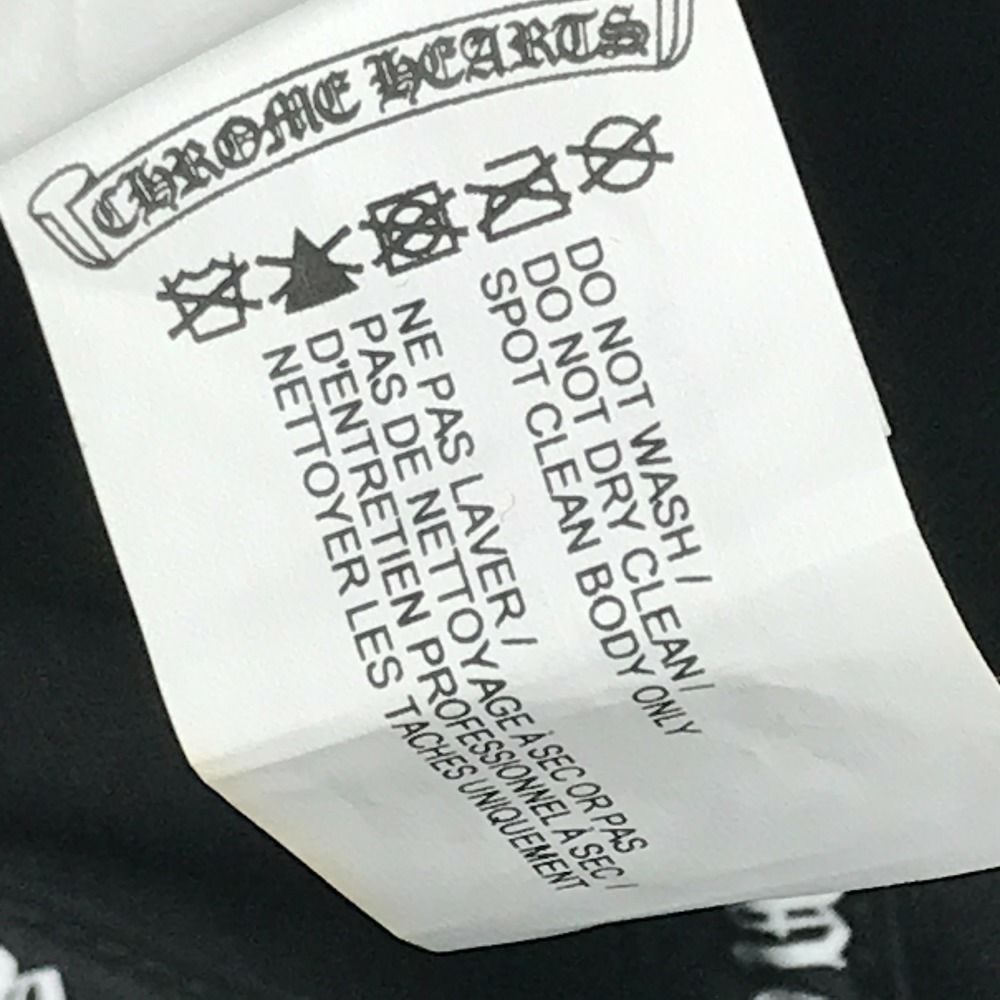 CHROME HEARTS
DO NOT WASH /
DO NOT DRY CLEAN /
SPOT CLEAN BODY ONLY
NE PAS LAVER /
PAS DE NETTOYAGE À SEC OR PAS
D'ENTRETIEN PROFESSIONNEL À SEC /
NETTOYER LES TACHES UNIQUEMENT